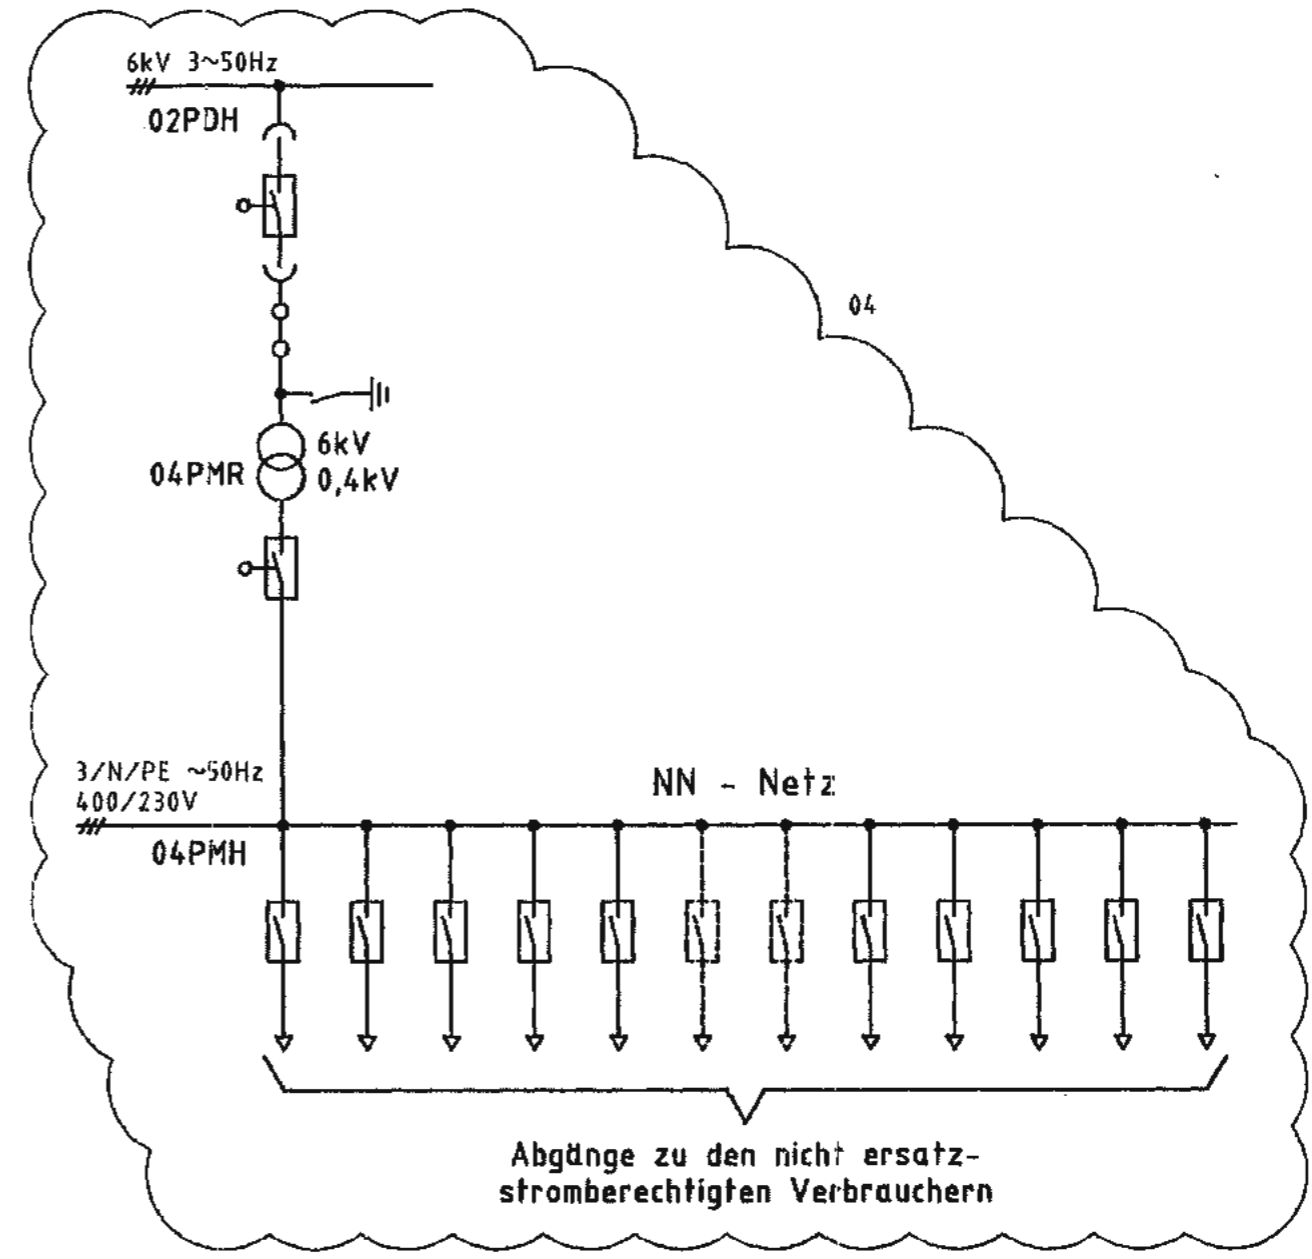 6kV 3~50Hz
02PDH
04
6kV
04PMR
0,4kV
3/N/PE ~50Hz
400/230V
NN - Netz
04PMH
Abgänge zu den nicht ersatz-
stromberechtigten Verbrauchern